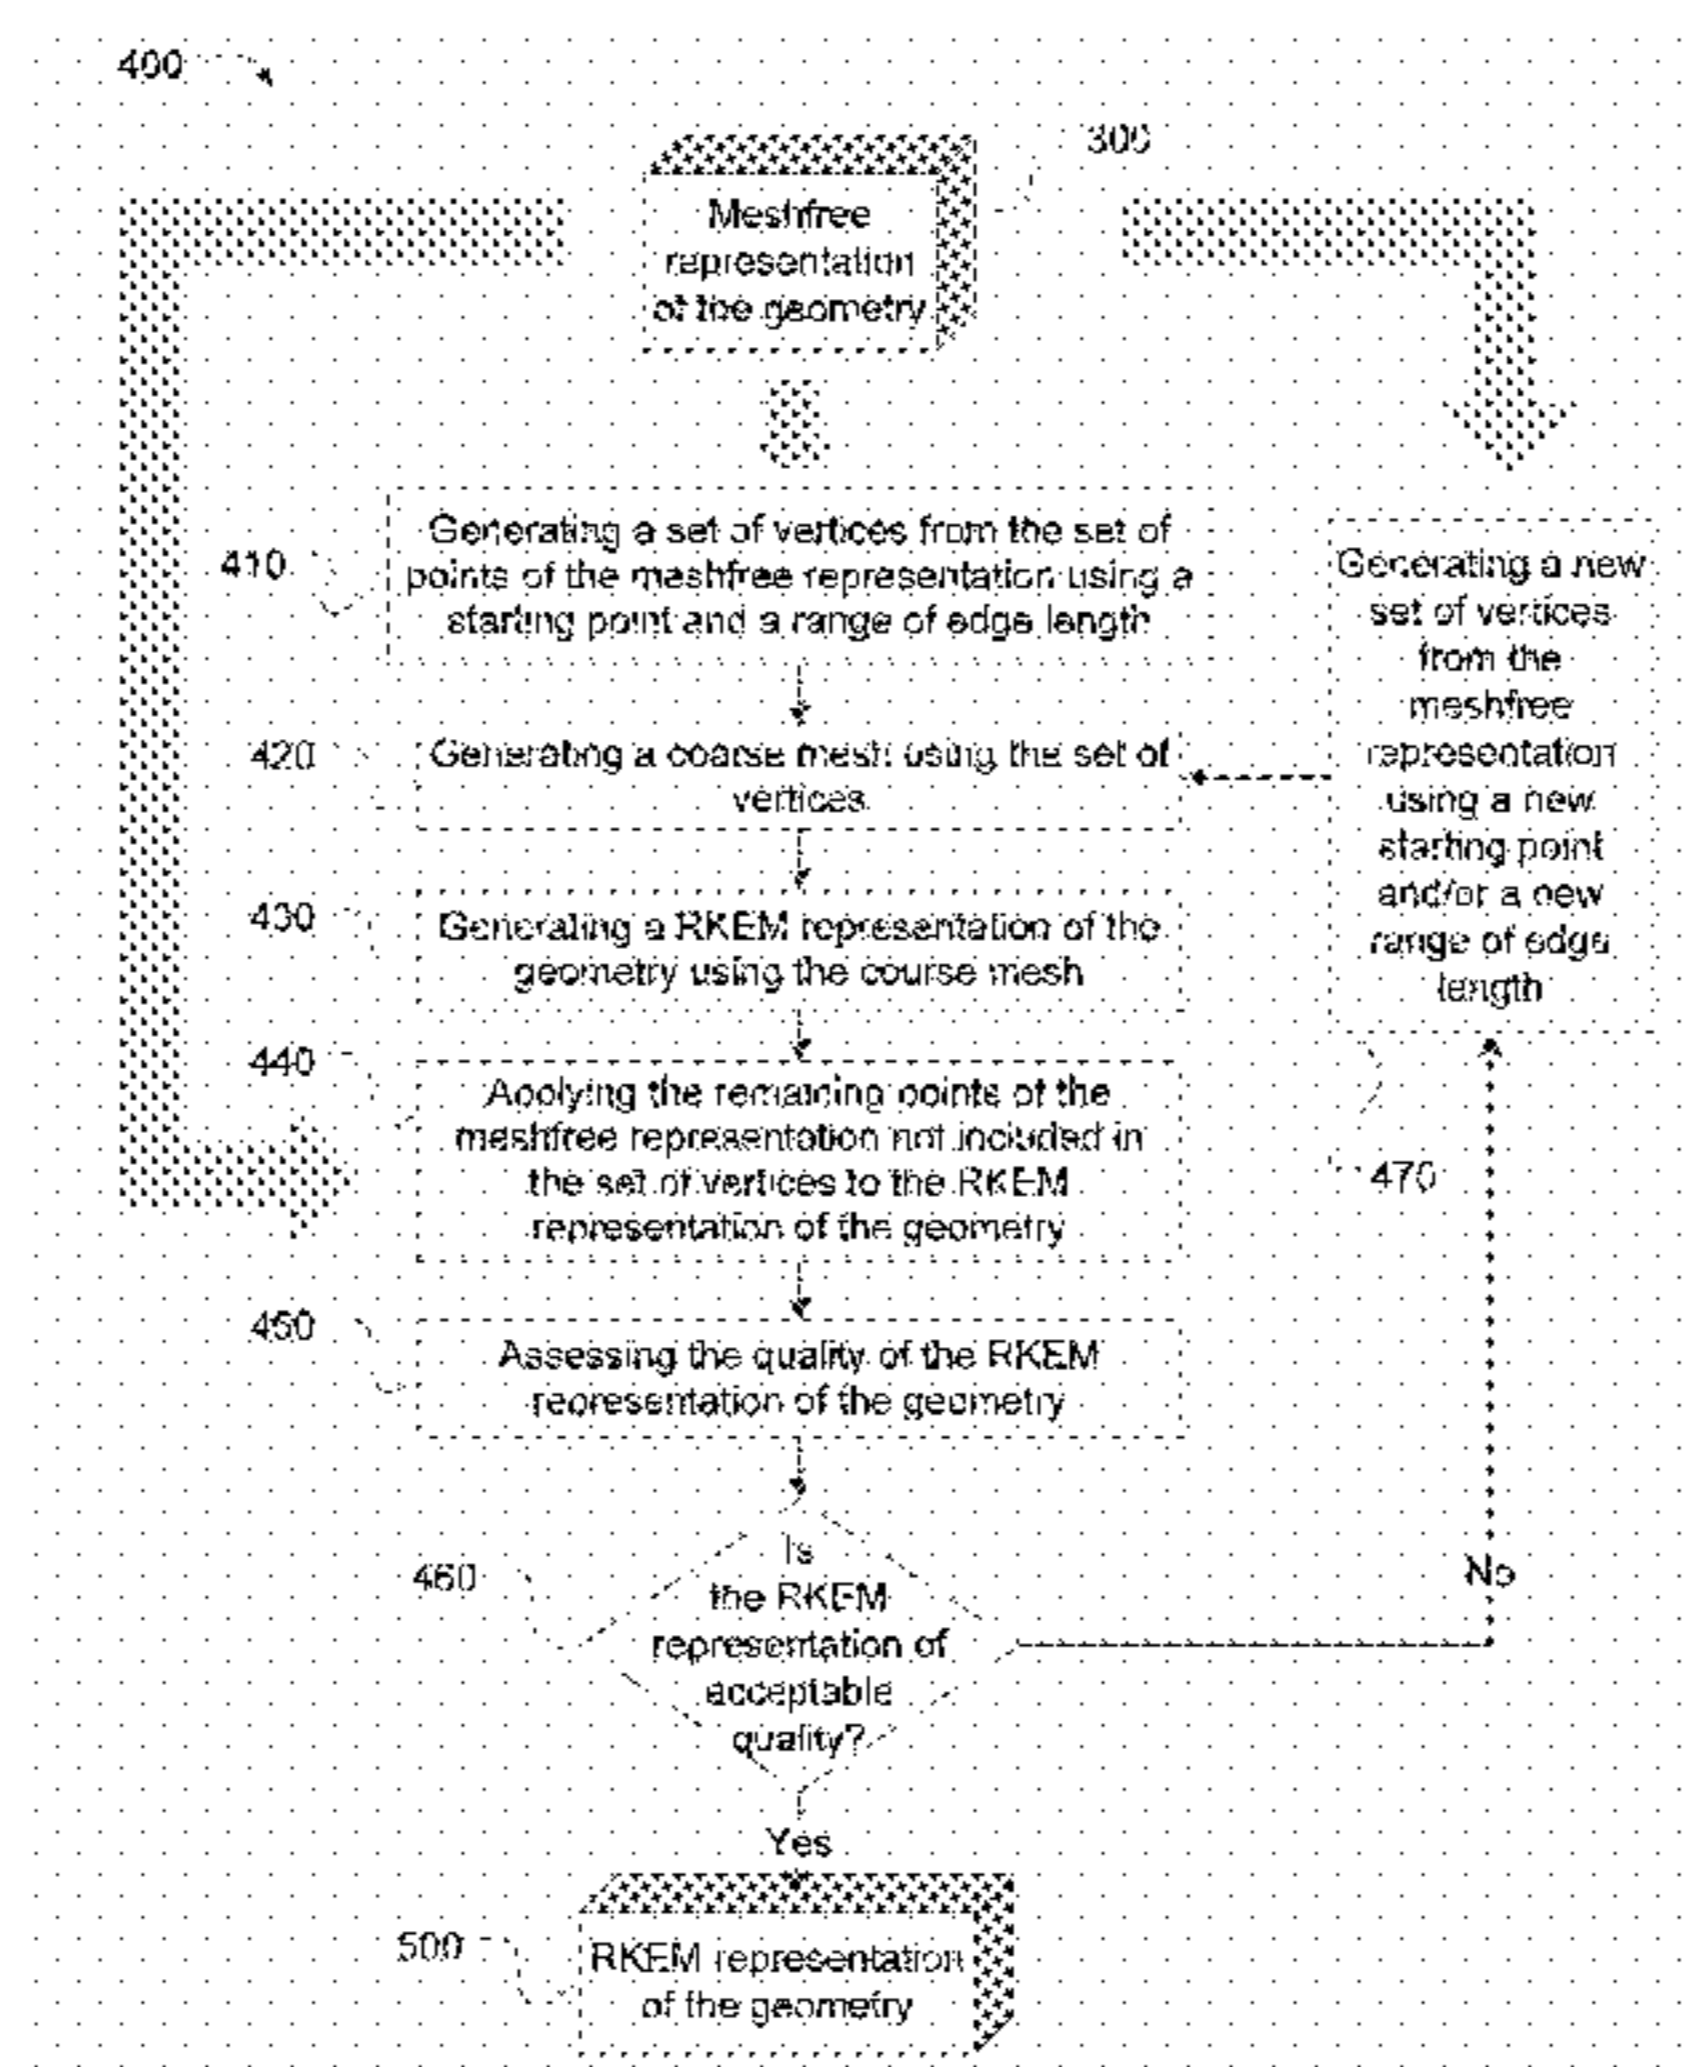 400
300
Meshfree
representation
of the geometry
410
Generating a set of vertices from the set of
points of the meshfree representation using a
starting point and a range of edge length
420
Generating a coarse mesh using the set of
vertices
430
Generating a RKEM representation of the
geometry using the course mesh
440
Applying the remaining points of the
meshfree representation not included in
the set of vertices to the RKEM
representation of the geometry
450
Assessing the quality of the RKEM
representation of the geometry
460
Is
the RKEM
representation of
acceptable
quality?
No
Yes
500
RKEM representation
of the geometry
Generating a new
set of vertices
from the
meshfree
representation
using a new
starting point
and/or a new
range of edge
length
470